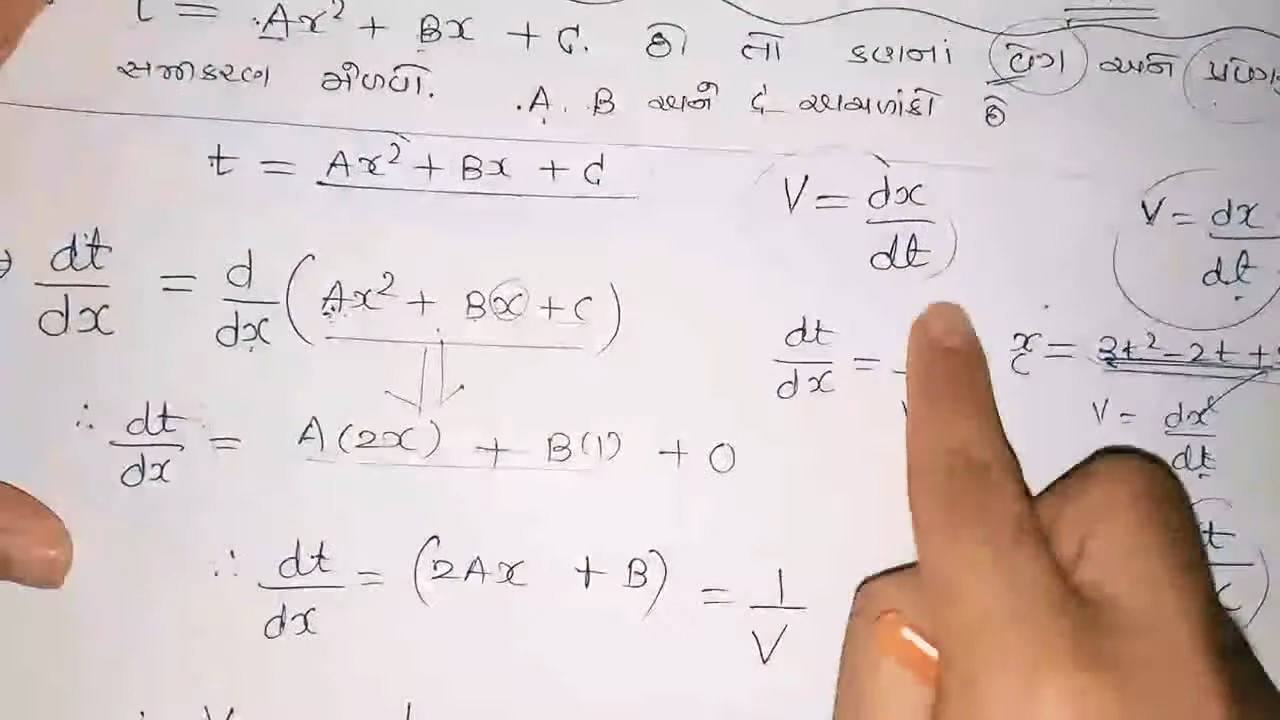 t = Ax² + Bx + C. હો તો કણનાં વેગ અને પ્રવેગ
સમીકરણ મેળવો. A, B અને C અચળાંકો છે
t = Ax² + Bx + C
dt/dx = d/dx (Ax² + Bx + C)
∴ dt/dx = A(2x) + B(1) + 0
∴ dt/dx = (2Ax + B) = 1/V
V = dx/dt
dt/dx =
V = dx/dt
x = 3t² - 2t +
V = dx/dt